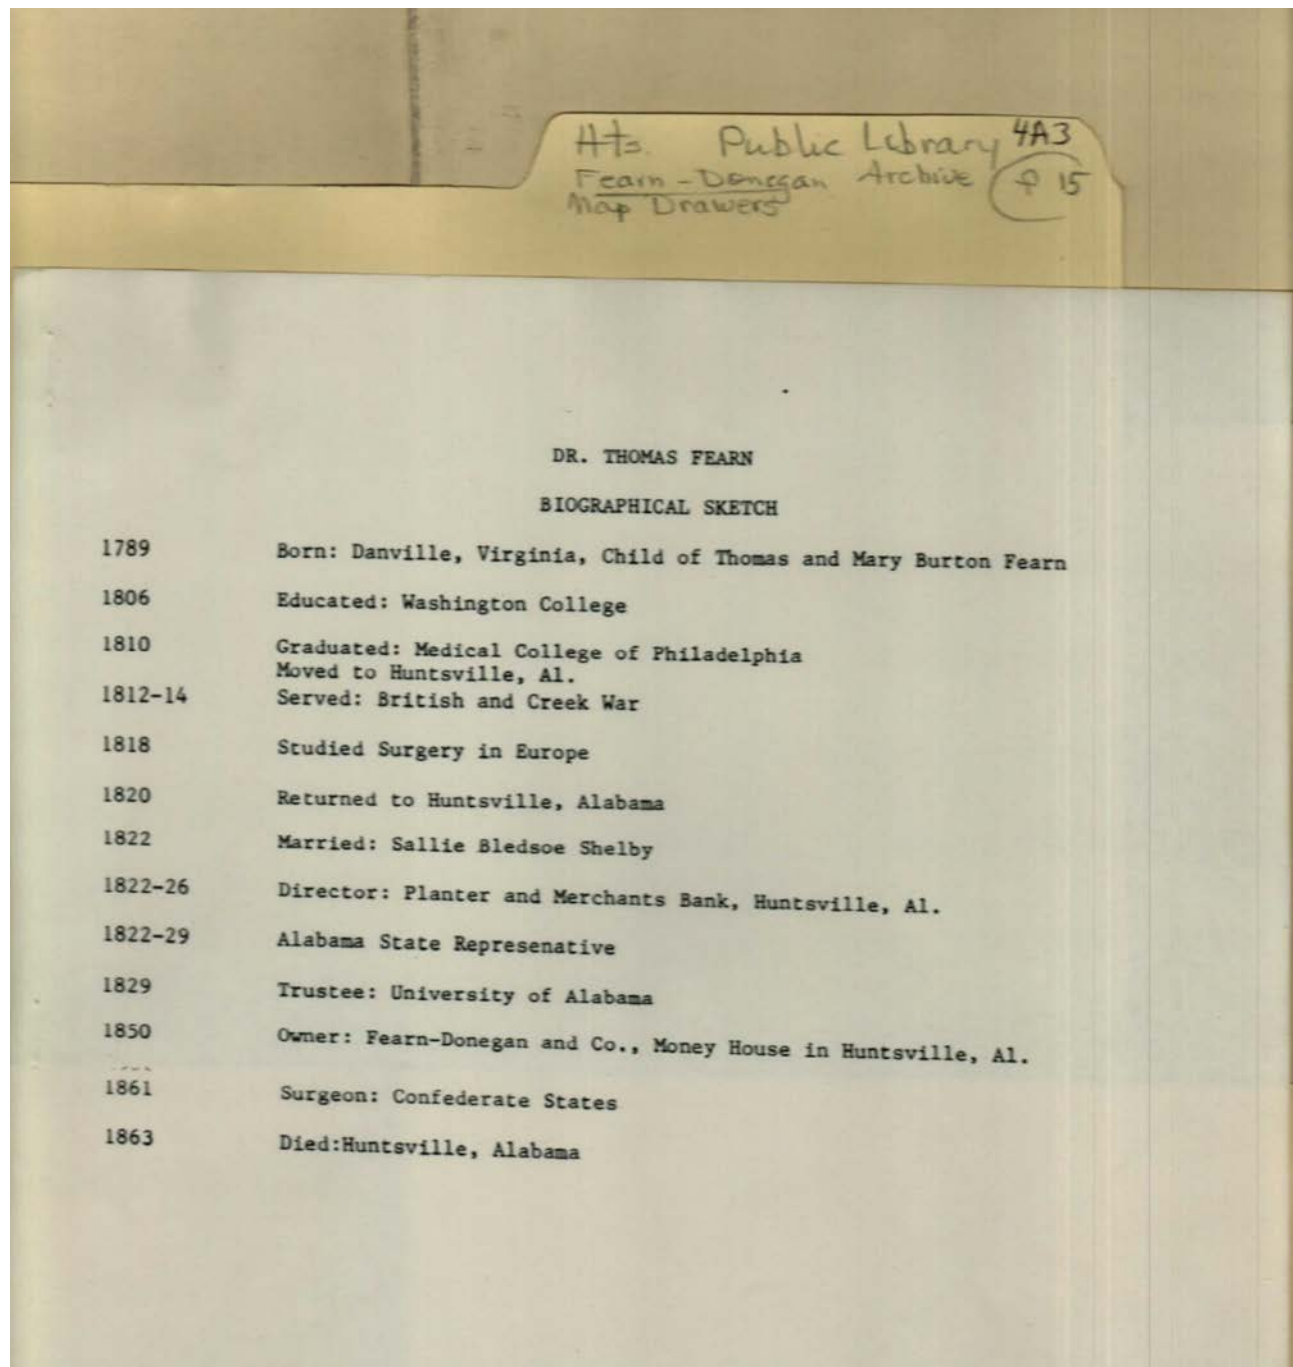 Hts. Public Library 4A3
Fearn-Donegan Archive P 15
Map Drawers
DR. THOMAS FEARN
BIOGRAPHICAL SKETCH
1789 Born: Danville, Virginia, Child of Thomas and Mary Burton Fearn
1806 Educated: Washington College
1810 Graduated: Medical College of Philadelphia
Moved to Huntsville, Al.
1812-14 Served: British and Creek War
1818 Studied Surgery in Europe
1820 Returned to Huntsville, Alabama
1822 Married: Sallie Bledsoe Shelby
1822-26 Director: Planter and Merchants Bank, Huntsville, Al.
1822-29 Alabama State Represenative
1829 Trustee: University of Alabama
1850 Owner: Fearn-Donegan and Co., Money House in Huntsville, Al.
1861 Surgeon: Confederate States
1863 Died:Huntsville, Alabama